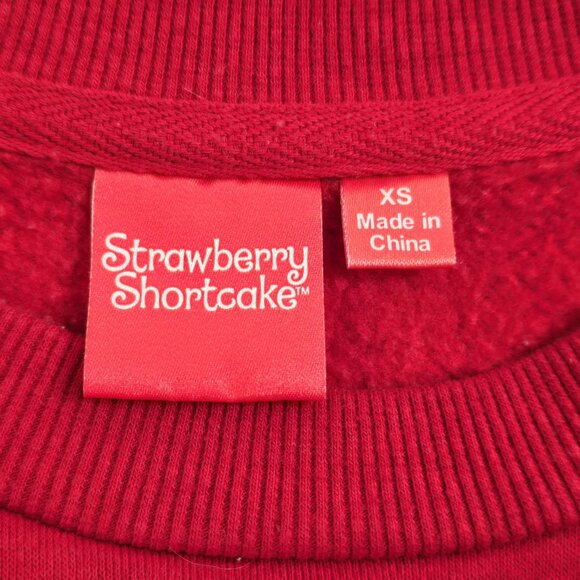 Strawberry
Shortcake™
XS
Made in
China